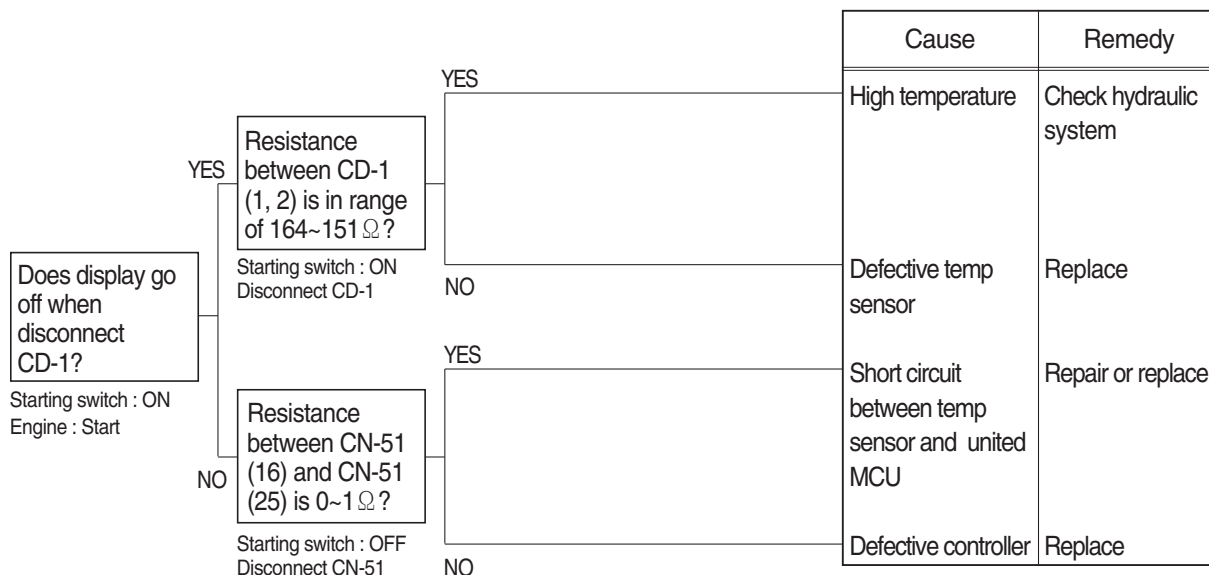 Does display go
off when
disconnect
CD-1?
Starting switch : ON
Engine : Start
YES
Resistance
between CD-1
(1, 2) is in range
of 164~151Ω?
Starting switch : ON
Disconnect CD-1
NO
Resistance
between CN-51
(16) and CN-51
(25) is 0~1Ω?
Starting switch : OFF
Disconnect CN-51
YES
NO
YES
NO
Cause Remedy
High temperature Check hydraulic
system
Defective temp Replace
sensor
Short circuit Repair or replace
between temp
sensor and united
MCU
Defective controller Replace